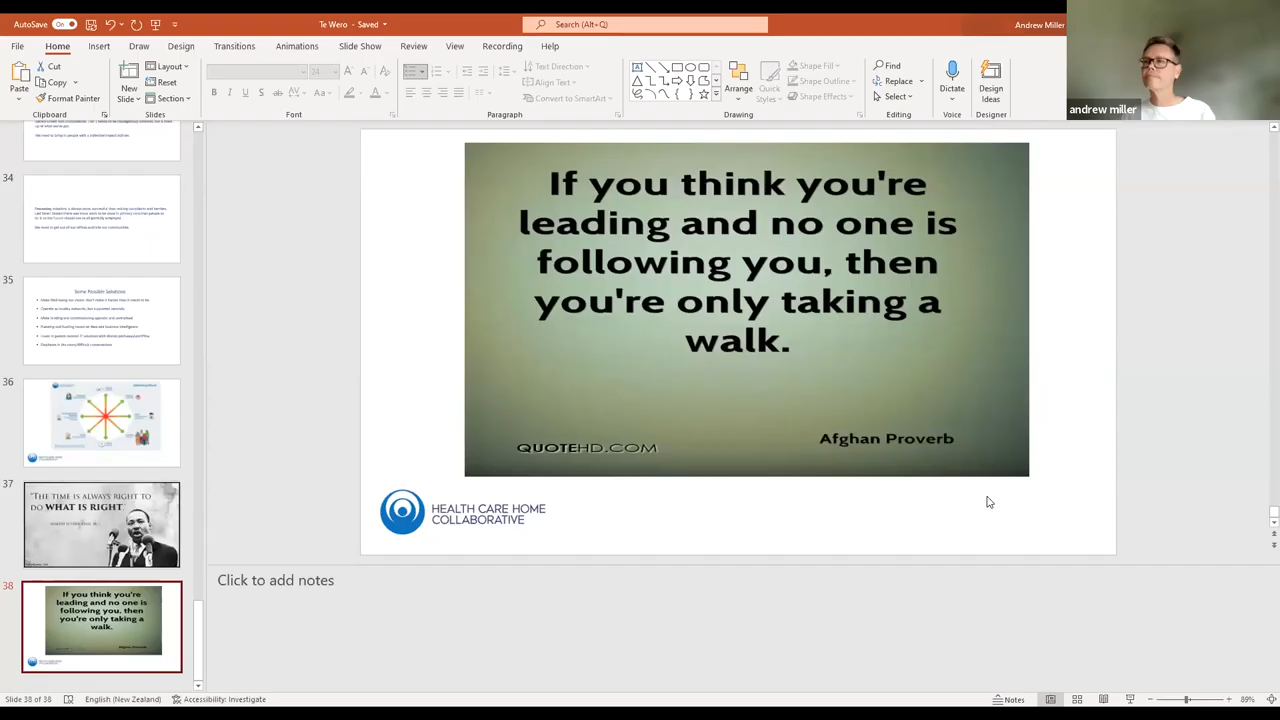 AutoSave
On
Te Wero - Saved
Search (Alt+Q)
Andrew Miller
File
Home
Insert
Draw
Design
Transitions
Animations
Slide Show
Review
View
Recording
Help
Paste
Cut
Copy
Format Painter
Clipboard
New
Slide
Layout
Reset
Section
Slides
24
Font
Text Direction
Align Text
Convert to SmartArt
Paragraph
Arrange
Quick
Styles
Shape Fill
Shape Outline
Shape Effects
Drawing
Find
Replace
Select
Editing
Dictate
Voice
Design
Ideas
Designer
andrew miller
34
35
Some Possible Solutions
36
37
"THE TIME IS ALWAYS RIGHT TO
DO WHAT IS RIGHT.
38
If you think you're
leading and no one is
following you, then
you're only taking a
walk.
Afghan Proverb
If you think you're
leading and no one is
following you, then
you're only taking a
walk.
Afghan Proverb
QUOTEHD.COM
HEALTH CARE HOME
COLLABORATIVE
Click to add notes
Slide 38 of 38
English (New Zealand)
Accessibility: Investigate
Notes
89%